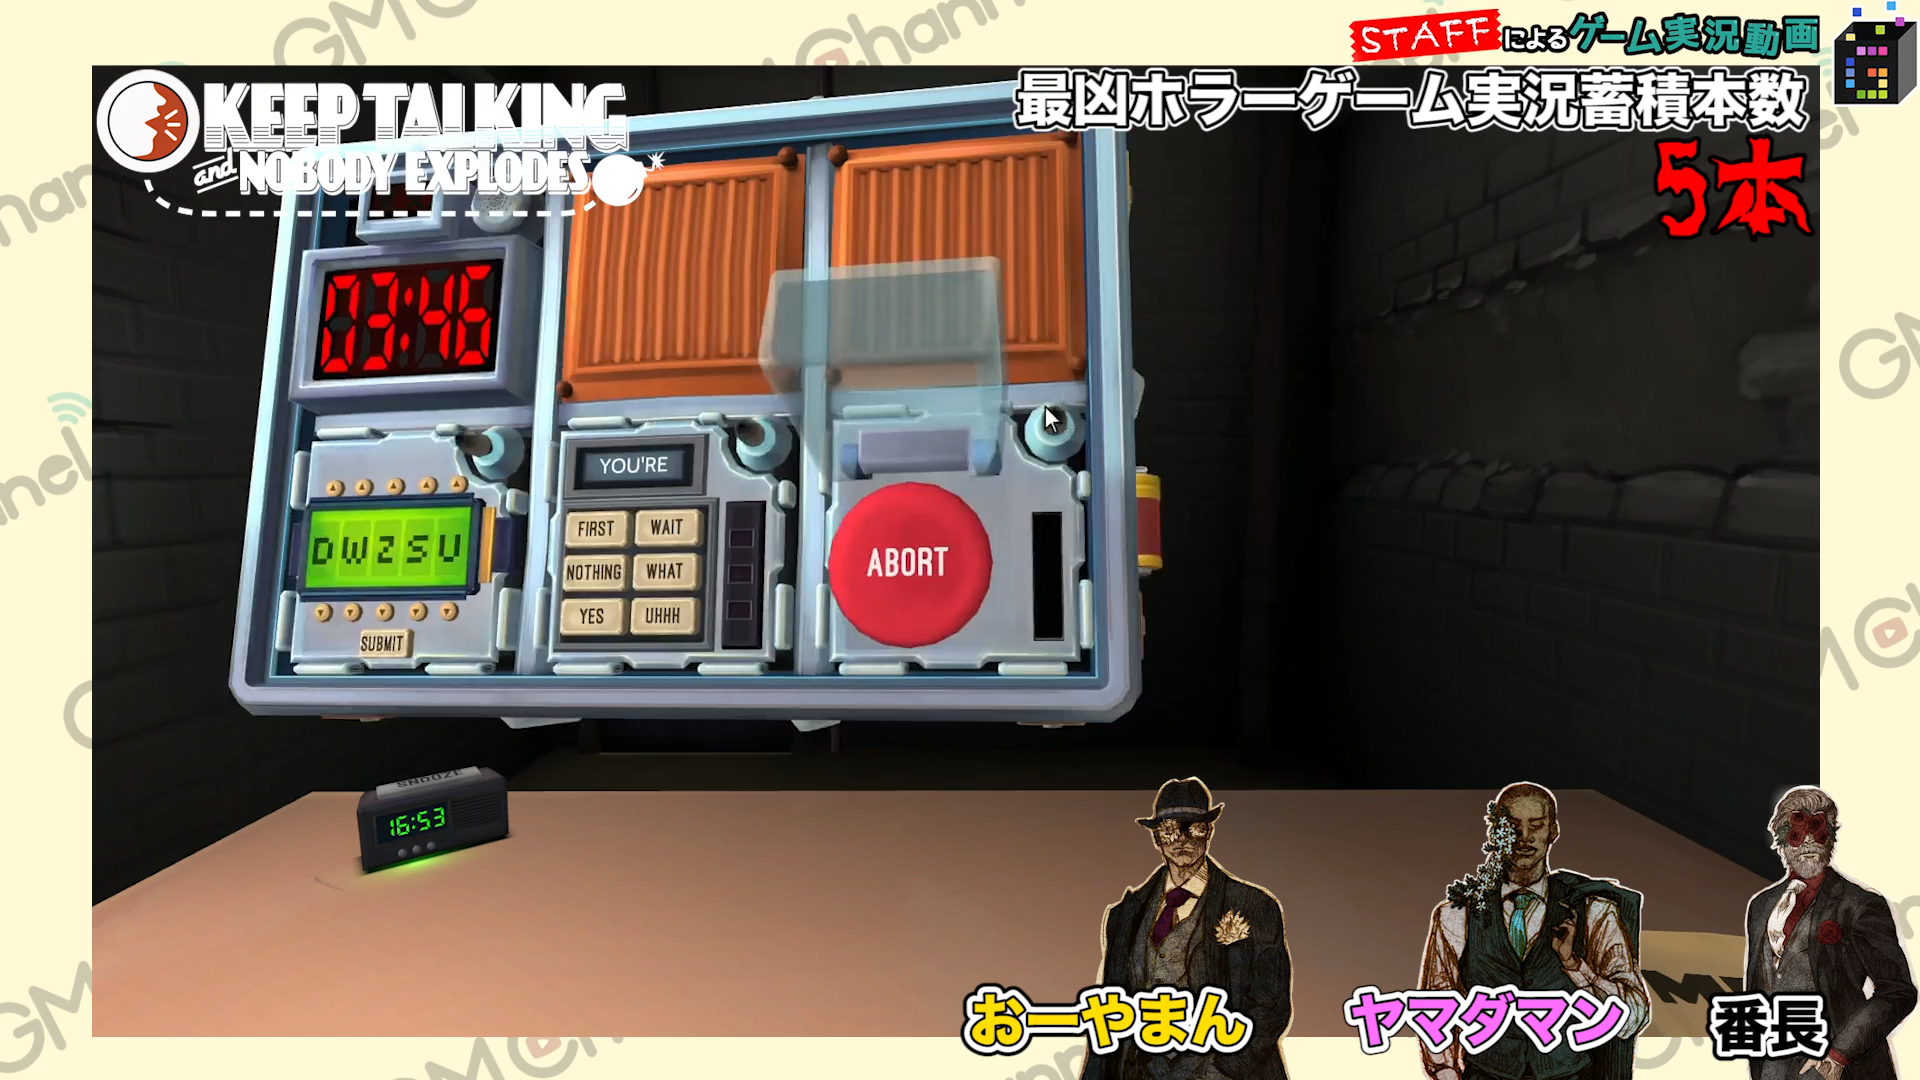 STAFFによるゲーム実況動画
最凶ホラーゲーム実況蓄積本数
5本
KEEP TALKING
and NOBODY EXPLODES
03:46
YOU'RE
FIRST WAIT
NOTHING WHAT
YES UHHH
DWZSU
SUBMIT
ABORT
SNOOZE
16:53
おーやまん
ヤマダマン
番長
GM Channel